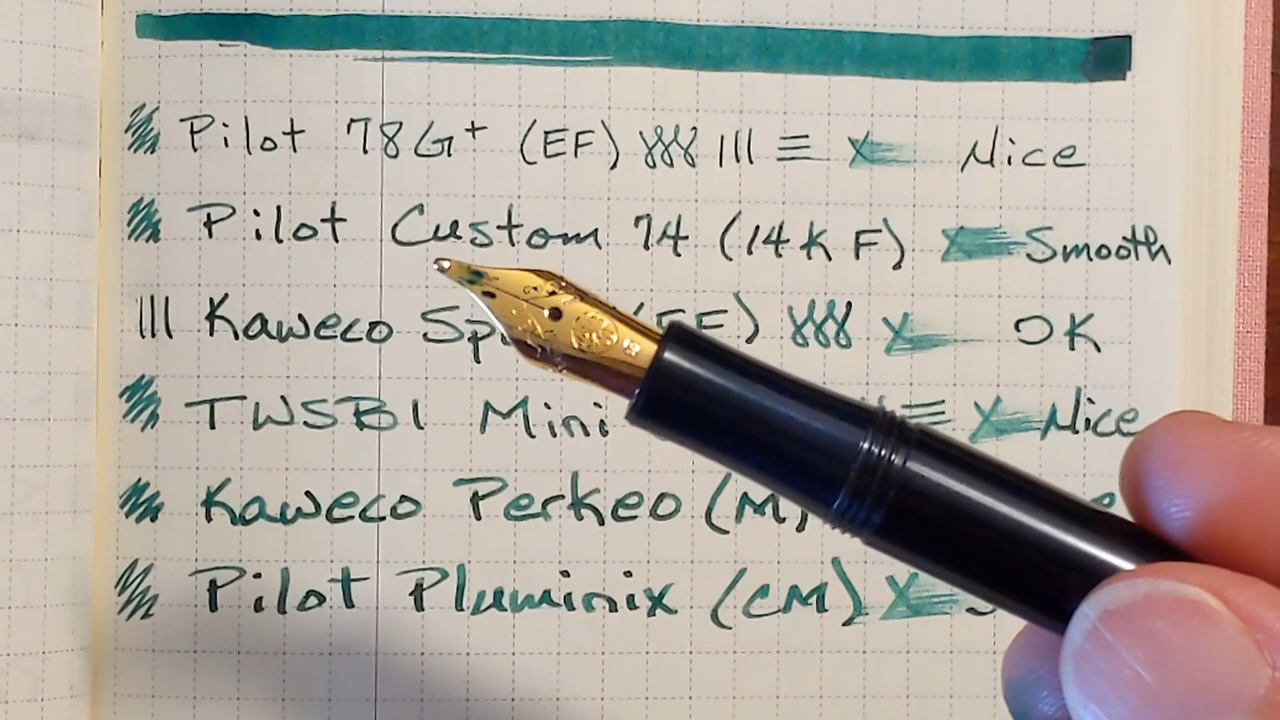 Pilot 78G+ (EF) Nice
Pilot Custom 74 (14K F) Smooth
Kaweco EF) OK
TWSBI Mini Nice
Kaweco Perkeo (M)
Pilot Pluminix (CM)